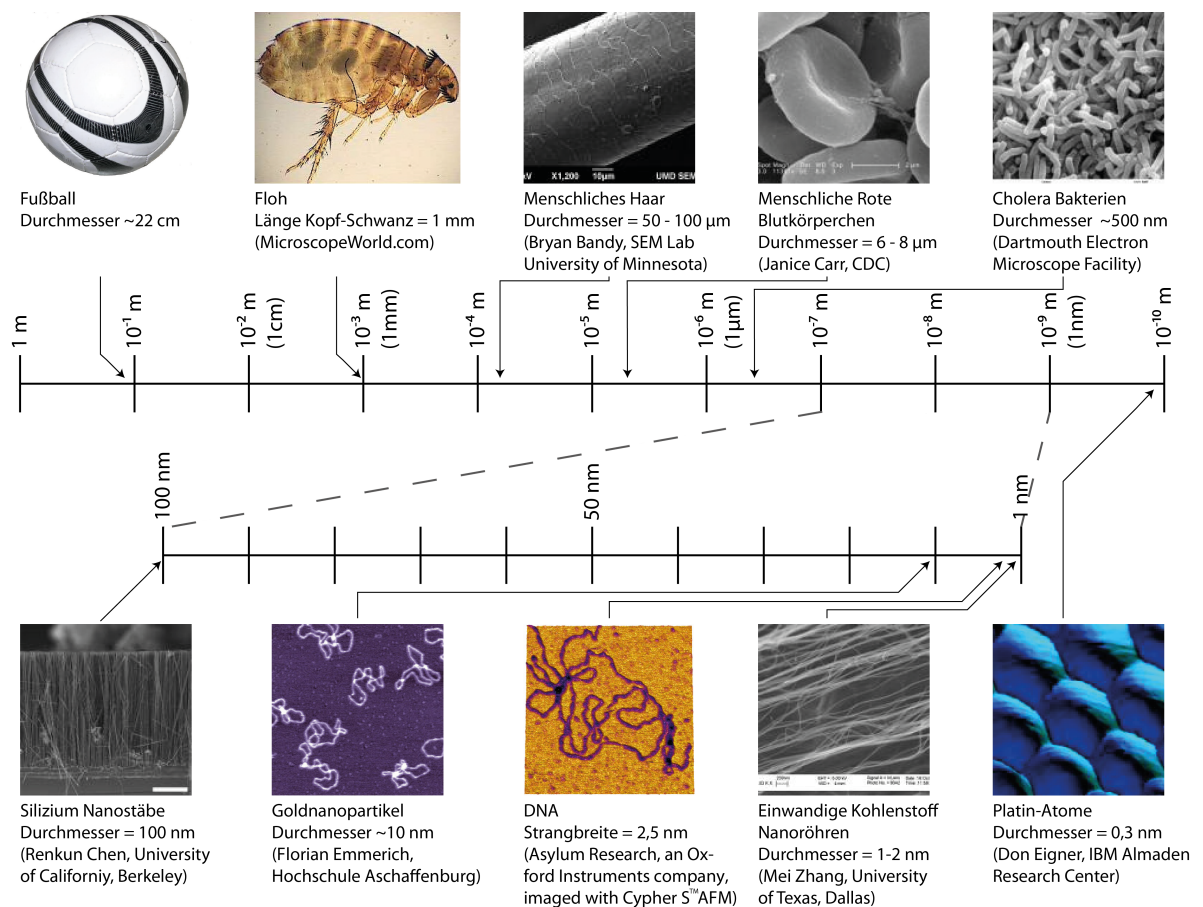 Fußball
Durchmesser ~22 cm
Floh
Länge Kopf-Schwanz = 1 mm
(MicroscopeWorld.com)
X1,200 10µm UMD SEM
Menschliches Haar
Durchmesser = 50 - 100 µm
(Bryan Bandy, SEM Lab
University of Minnesota)
Menschliche Rote
Blutkörperchen
Durchmesser = 6 - 8 µm
(Janice Carr, CDC)
Cholera Bakterien
Durchmesser ~500 nm
(Dartmouth Electron
Microscope Facility)
1 m
10⁻¹ m
10⁻² m
(1cm)
10⁻³ m
(1mm)
10⁻⁴ m
10⁻⁵ m
10⁻⁶ m
(1µm)
10⁻⁷ m
10⁻⁸ m
10⁻⁹ m
(1nm)
10⁻¹⁰ m
100 nm
50 nm
1 nm
Silizium Nanostäbe
Durchmesser = 100 nm
(Renkun Chen, University
of Californiy, Berkeley)
Goldnanopartikel
Durchmesser ~10 nm
(Florian Emmerich,
Hochschule Aschaffenburg)
DNA
Strangbreite = 2,5 nm
(Asylum Research, an Ox-
ford Instruments company,
imaged with Cypher S™AFM)
Einwandige Kohlenstoff
Nanoröhren
Durchmesser = 1-2 nm
(Mei Zhang, University
of Texas, Dallas)
Platin-Atome
Durchmesser = 0,3 nm
(Don Eigner, IBM Almaden
Research Center)